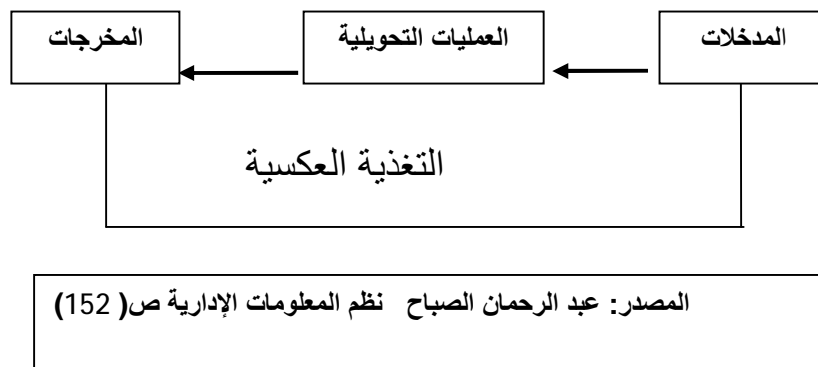 المدخلات
العمليات التحويلية
المخرجات
التغذية العكسية
المصدر: عبد الرحمان الصباح نظم المعلومات الإدارية ص( 152)